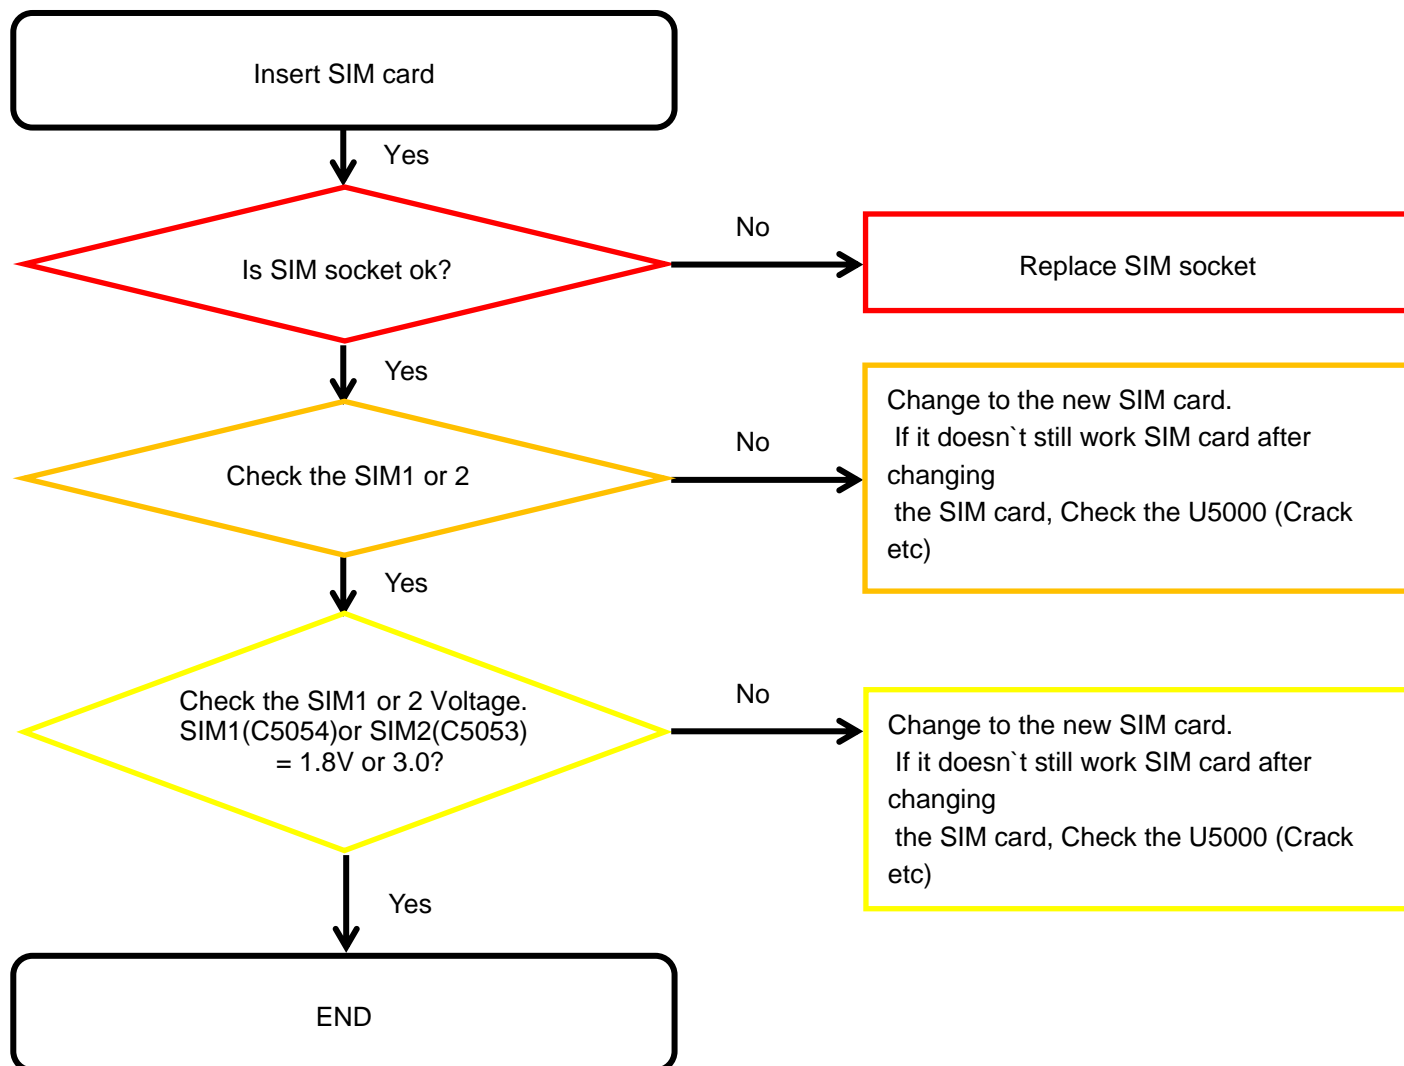 Insert SIM card
Yes
Is SIM socket ok?
No
Replace SIM socket
Yes
Check the SIM1 or 2
No
Change to the new SIM card.
If it doesn`t still work SIM card after
changing
the SIM card, Check the U5000 (Crack
etc)
Yes
Check the SIM1 or 2 Voltage.
SIM1(C5054)or SIM2(C5053)
= 1.8V or 3.0?
No
Change to the new SIM card.
If it doesn`t still work SIM card after
changing
the SIM card, Check the U5000 (Crack
etc)
Yes
END